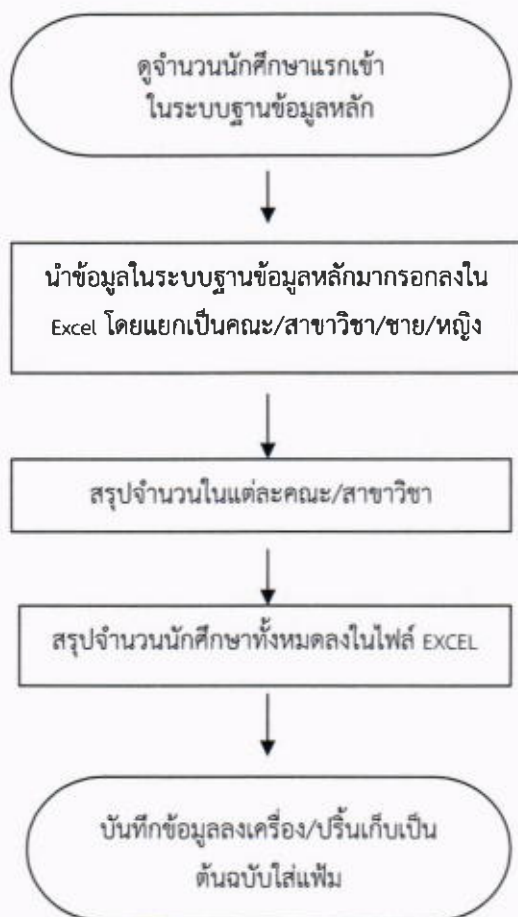 ดูจำนวนนักศึกษาแรกเข้า
ในระบบฐานข้อมูลหลัก
นำข้อมูลในระบบฐานข้อมูลหลักมากรอกลงใน
Excel โดยแยกเป็นคณะ/สาขาวิชา/ชาย/หญิง
สรุปจำนวนในแต่ละคณะ/สาขาวิชา
สรุปจำนวนนักศึกษาทั้งหมดลงในไฟล์ EXCEL
บันทึกข้อมูลลงเครื่อง/ปริ้นเก็บเป็น
ต้นฉบับใส่แฟ้ม